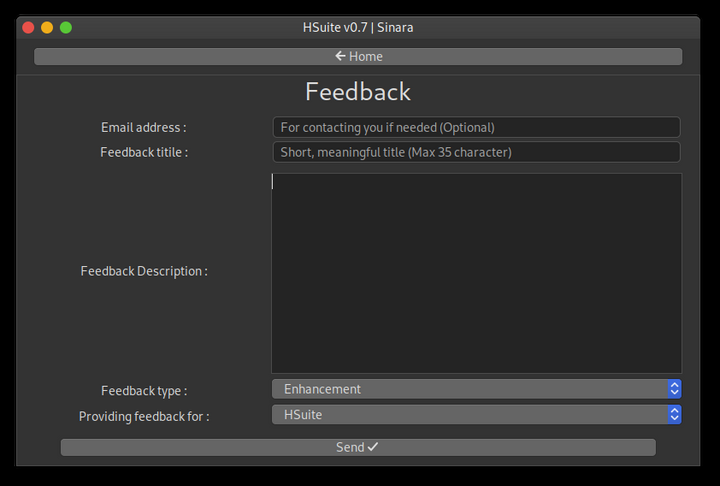 HSuite v0.7 | Sinara
← Home
Feedback
Email address :
For contacting you if needed (Optional)
Feedback titile :
Short, meaningful title (Max 35 character)
Feedback Description :
Feedback type :
Enhancement
Providing feedback for :
HSuite
Send ✓